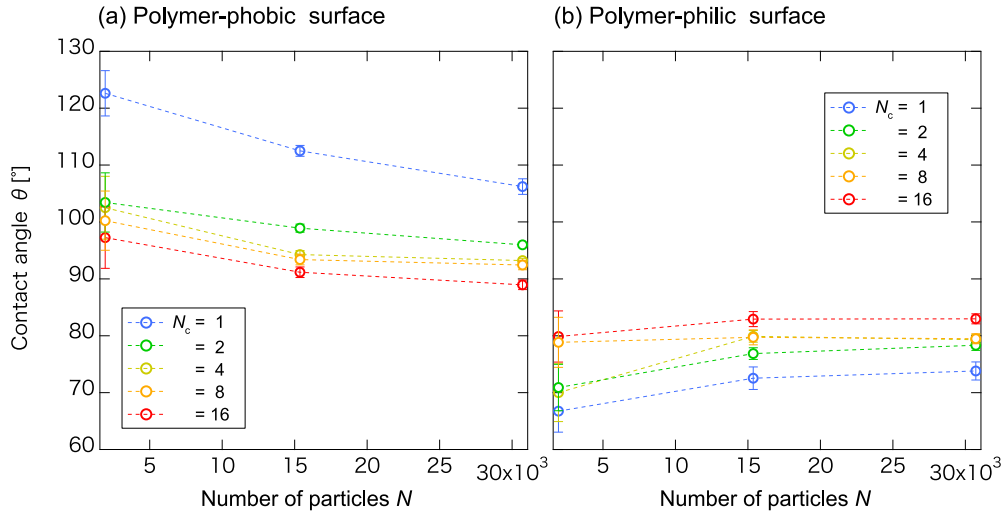 (a) Polymer-phobic surface
(b) Polymer-philic surface
Contact angle θ [°]
130
120
110
100
90
80
70
60
N_c = 1
= 2
= 4
= 8
= 16
N_c = 1
= 2
= 4
= 8
= 16
5 10 15 20 25 30x10³
5 10 15 20 25 30x10³
Number of particles N
Number of particles N